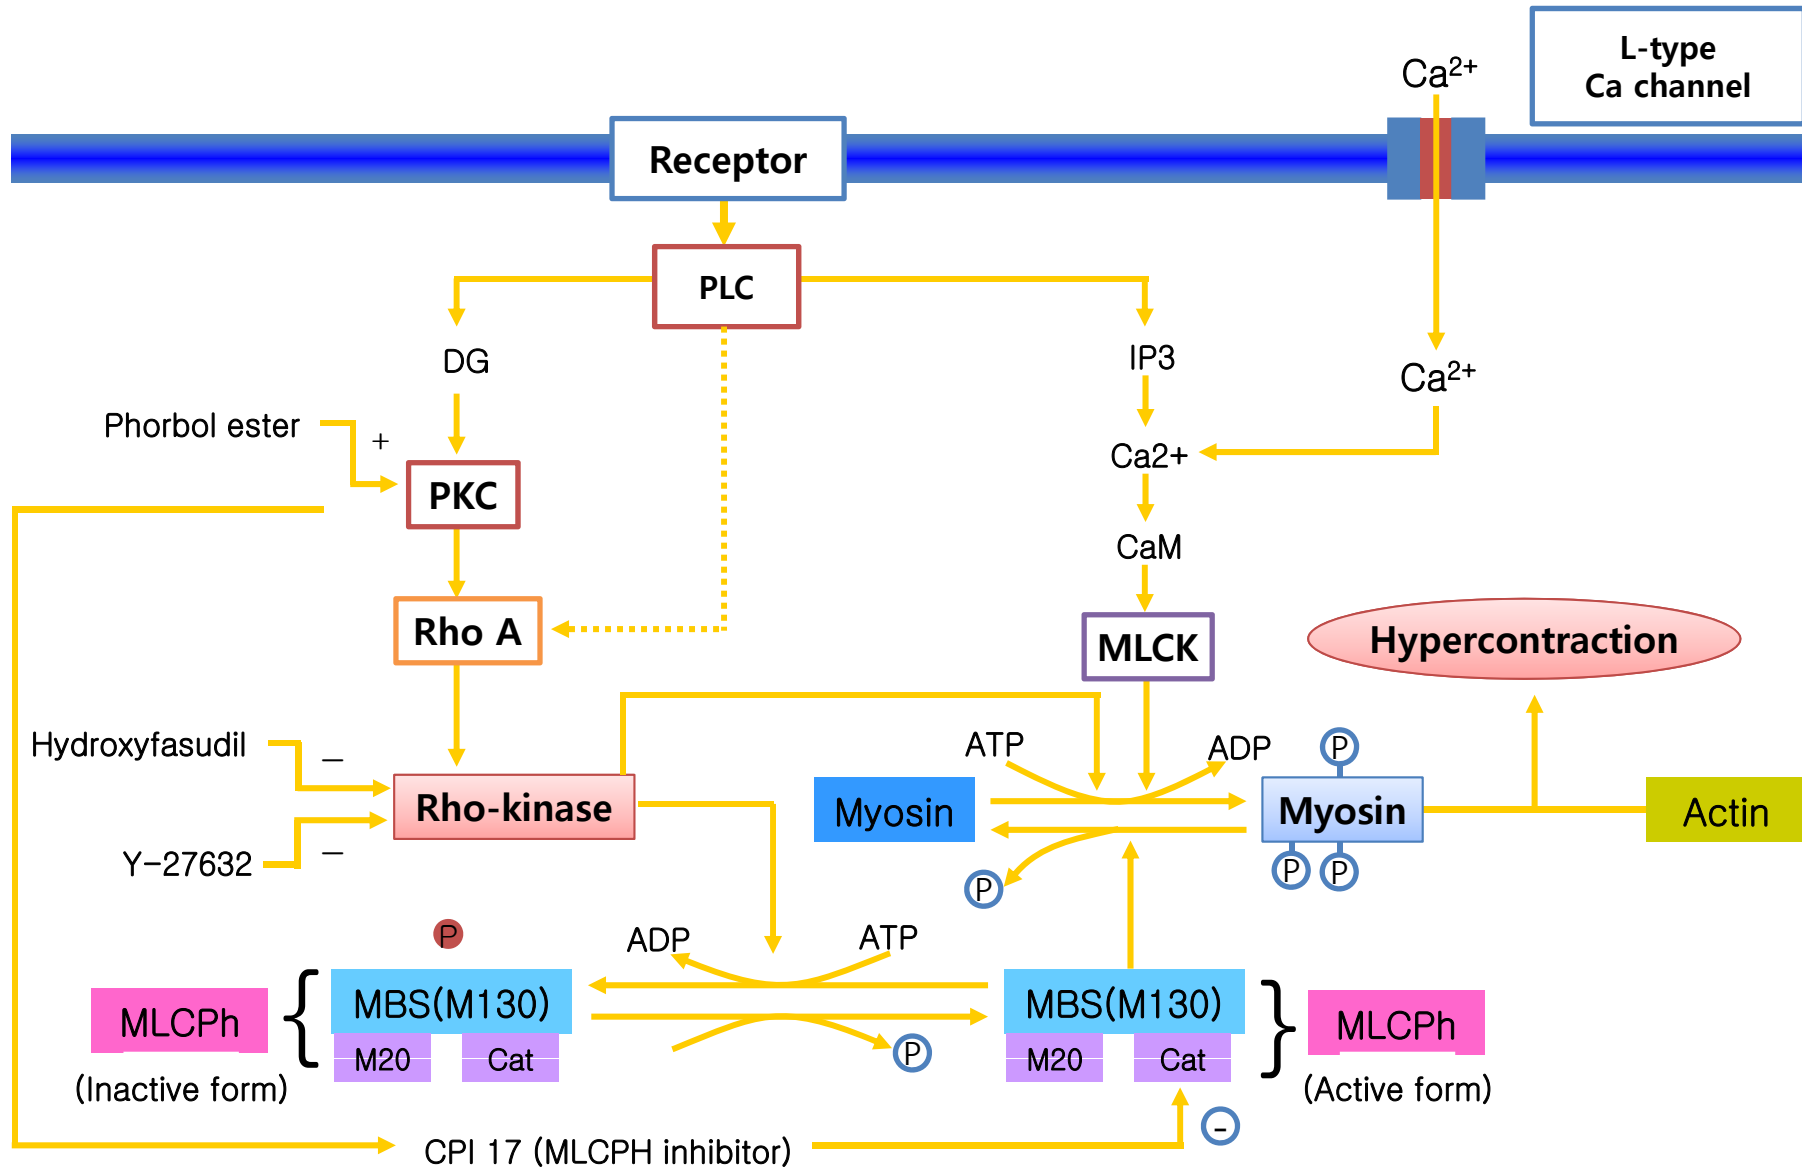 L-type
Ca channel
Ca2+
Receptor
PLC
DG
IP3
Ca2+
Phorbol ester
+
Ca2+
PKC
CaM
Rho A
MLCK
Hypercontraction
Hydroxyfasudil
−
ATP
ADP
P
Rho-kinase
Myosin
Myosin
Actin
Y-27632
−
P
P
P
P
ADP
ATP
MBS(M130)
MBS(M130)
MLCPh
MLCPh
M20
Cat
P
M20
Cat
(Inactive form)
(Active form)
-
CPI 17 (MLCPH inhibitor)